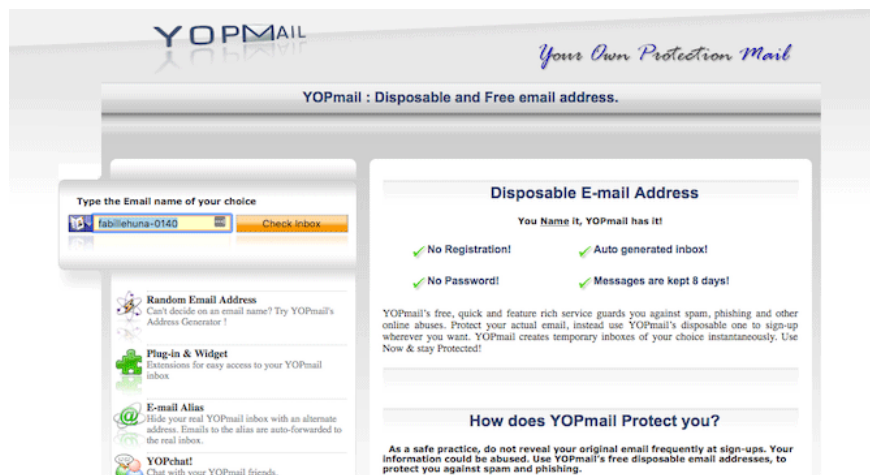 YOPMAIL
Your Own Protection Mail
YOPmail : Disposable and Free email address.
Type the Email name of your choice
fabillehuna-0140
Check Inbox
Random Email Address
Can't decide on an email name? Try YOPmail's
Address Generator !
Plug-in & Widget
Extensions for easy access to your YOPmail
inbox
E-mail Alias
Hide your real YOPmail inbox with an alternate
address. Emails to the alias are auto-forwarded to
the real inbox.
YOPchat!
Chat with your YOPmail friends.
Disposable E-mail Address
You Name it, YOPmail has it!
No Registration!
Auto generated inbox!
No Password!
Messages are kept 8 days!
YOPmail's free, quick and feature rich service guards you against spam, phishing and other
online abuses. Protect your actual email, instead use YOPmail's disposable one to sign-up
wherever you want. YOPmail creates temporary inboxes of your choice instantaneously. Use
Now & stay Protected!
How does YOPmail Protect you?
As a safe practice, do not reveal your original email frequently at sign-ups. Your
information could be abused. Use YOPmail's free disposable email addresses, to
protect you against spam and phishing.